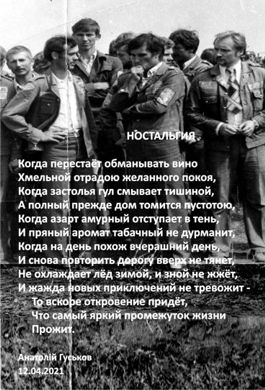 НОСТАЛЬГИЯ
Когда перестаёт обманывать вино
Хмельной отрадою желанного покоя,
Когда застолья гул смывает тишиной,
А полный прежде дом томится пустотою,
Когда азарт амурный отступает в тень,
И пряный аромат табачный не дурманит,
Когда на день похож вчерашний день,
И снова повторить дорогу вверх не тянет,
Не охлаждает лёд зимой, и зной не жжёт,
И жажда новых приключений не тревожит -
То вскоре откровение придёт,
Что самый яркий промежуток жизни
Прожит.
Анатолій Гуськов
12.04.2021